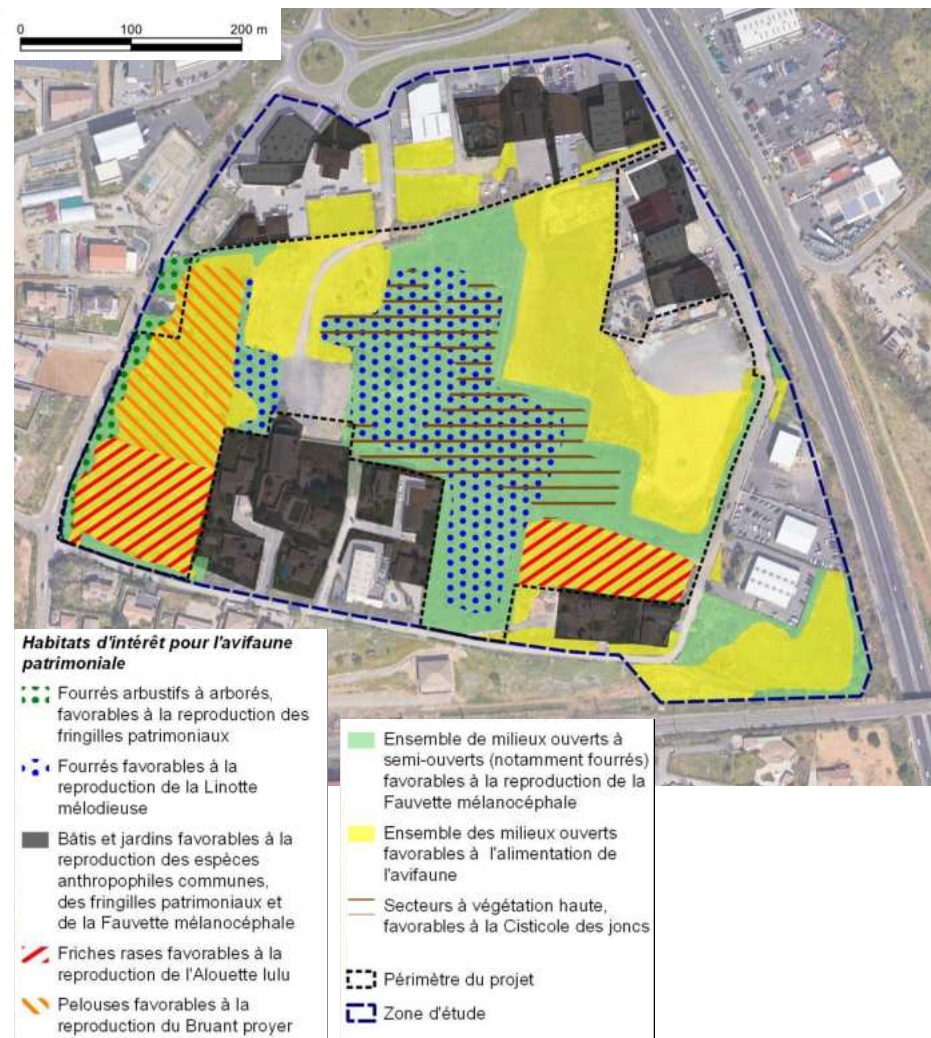 0 100 200 m
Habitats d'intérêt pour l'avifaune
patrimoniale
Fourrés arbustifs à arborés,
favorables à la reproduction des
fringilles patrimoniaux
Fourrés favorables à la
reproduction de la Linotte
mélodieuse
Bâtis et jardins favorables à la
reproduction des espèces
anthropophiles communes,
des fringilles patrimoniaux et
de la Fauvette mélanocéphale
Friches rases favorables à la
reproduction de l'Alouette lulu
Pelouses favorables à la
reproduction du Bruant proyer
Ensemble de milieux ouverts à
semi-ouverts (notamment fourrés)
favorables à la reproduction de la
Fauvette mélanocéphale
Ensemble des milieux ouverts
favorables à l'alimentation de
l'avifaune
Secteurs à végétation haute,
favorables à la Cisticole des joncs
Périmètre du projet
Zone d'étude